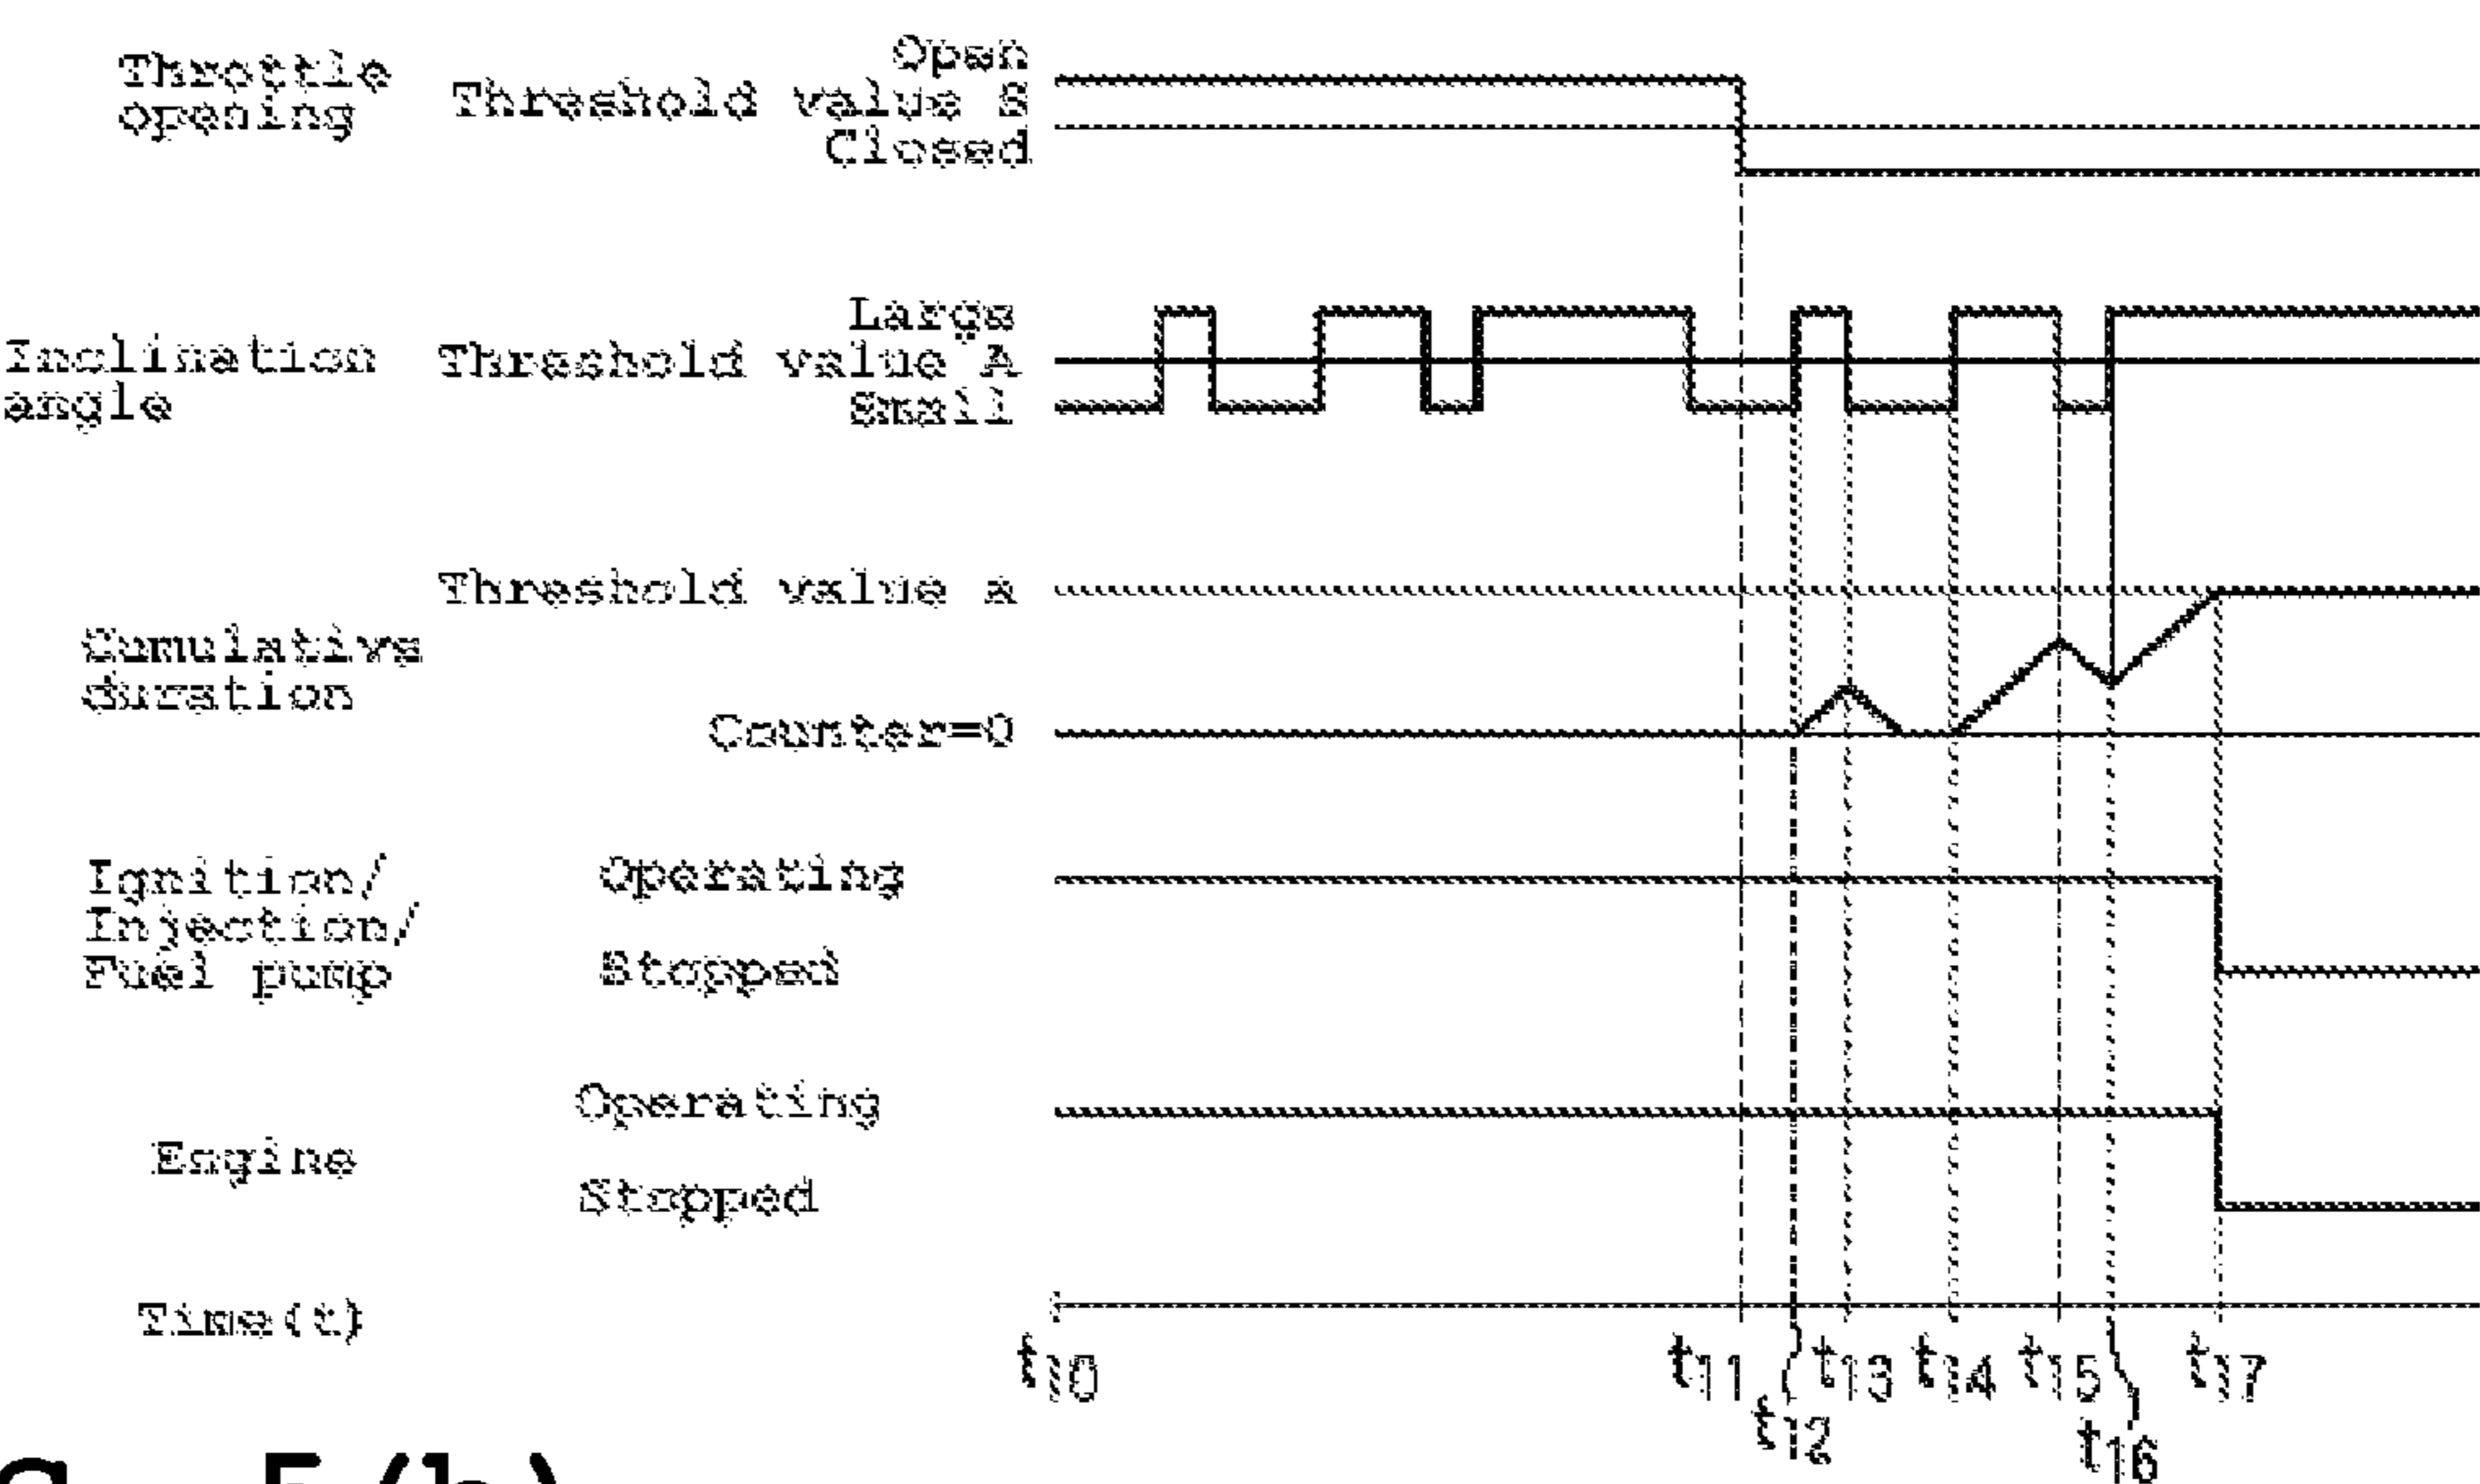 Throttle opening
Open
Threshold value S
Closed
Inclination angle
Large
Threshold value A
Small
Cumulative duration
Threshold value a
Counter=0
Ignition/
Injection/
Fuel pump
Operating
Stopped
Engine
Operating
Stopped
Time(t)
t10
t11
t12
t13
t14
t15
t16
t17
5(b)